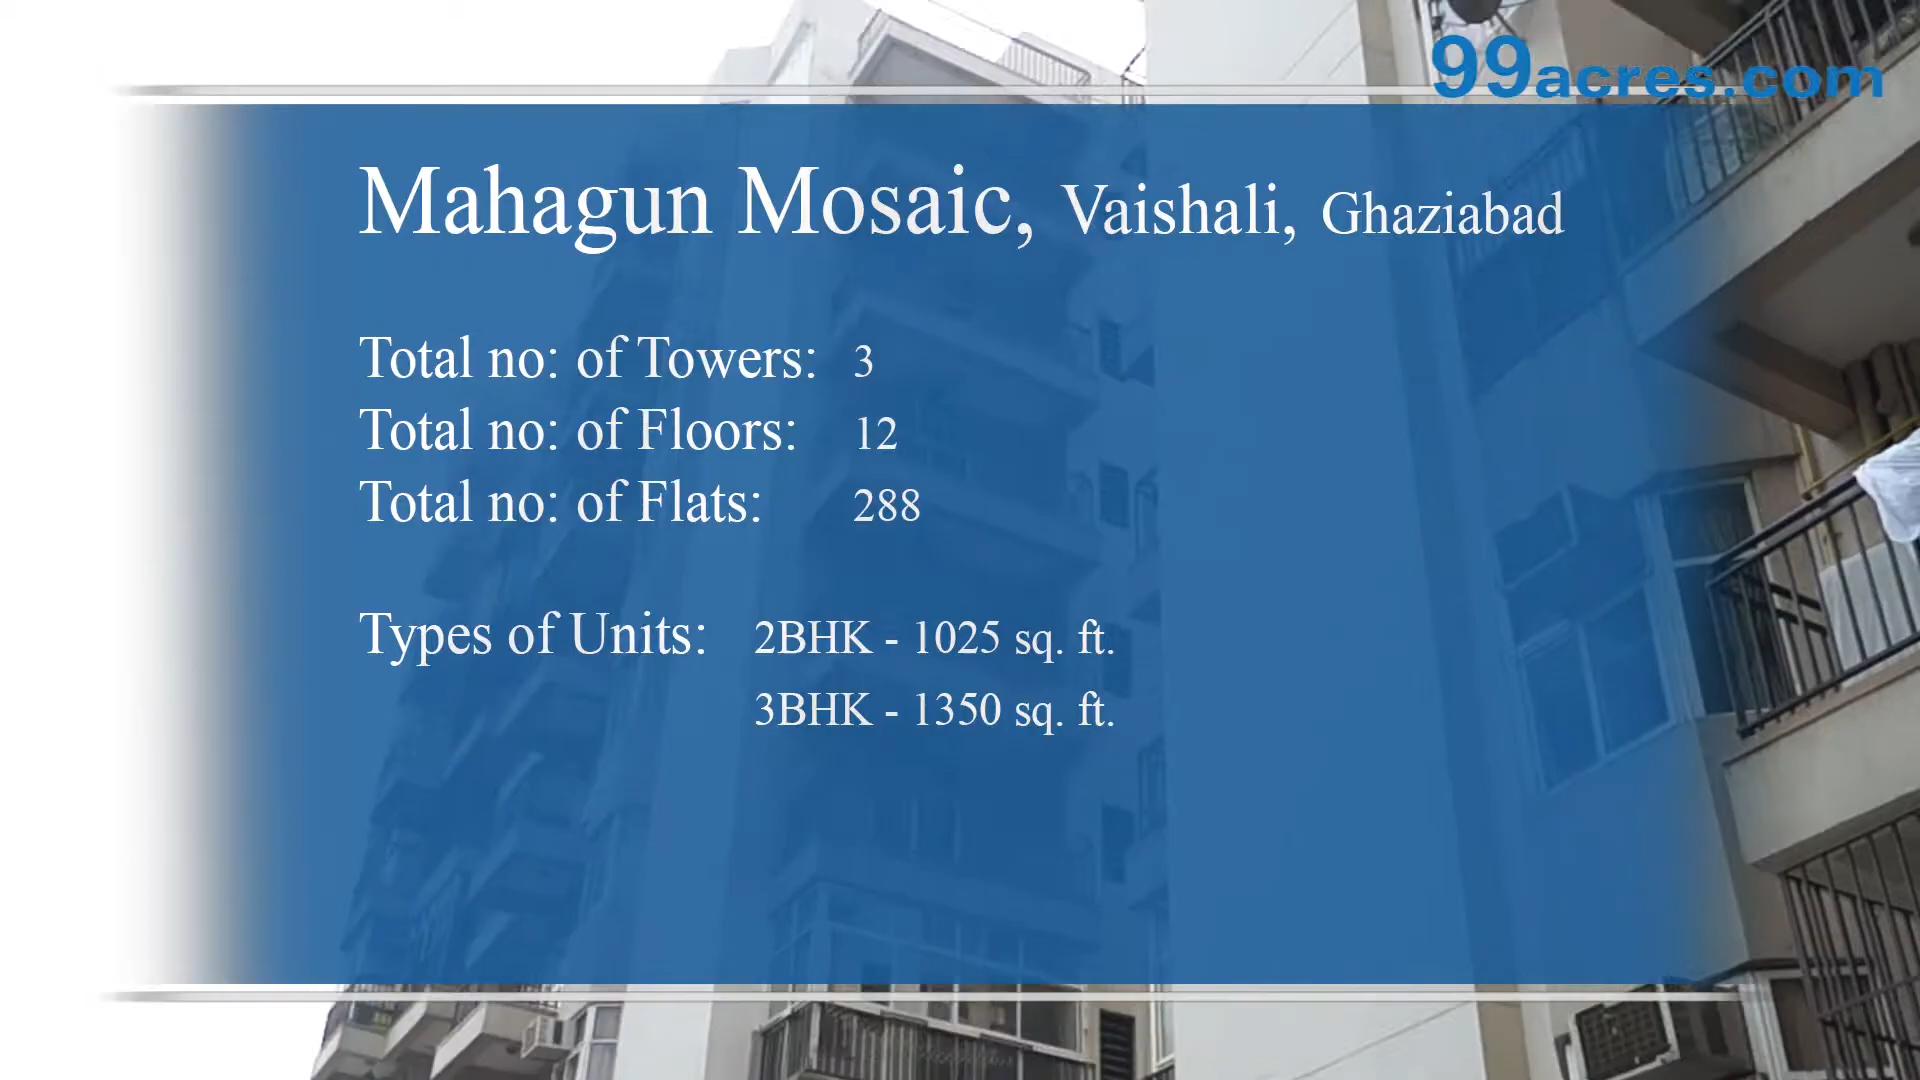 99acres.com
Mahagun Mosaic, Vaishali, Ghaziabad
Total no: of Towers: 3
Total no: of Floors: 12
Total no: of Flats: 288
Types of Units: 2BHK - 1025 sq. ft.
3BHK - 1350 sq. ft.